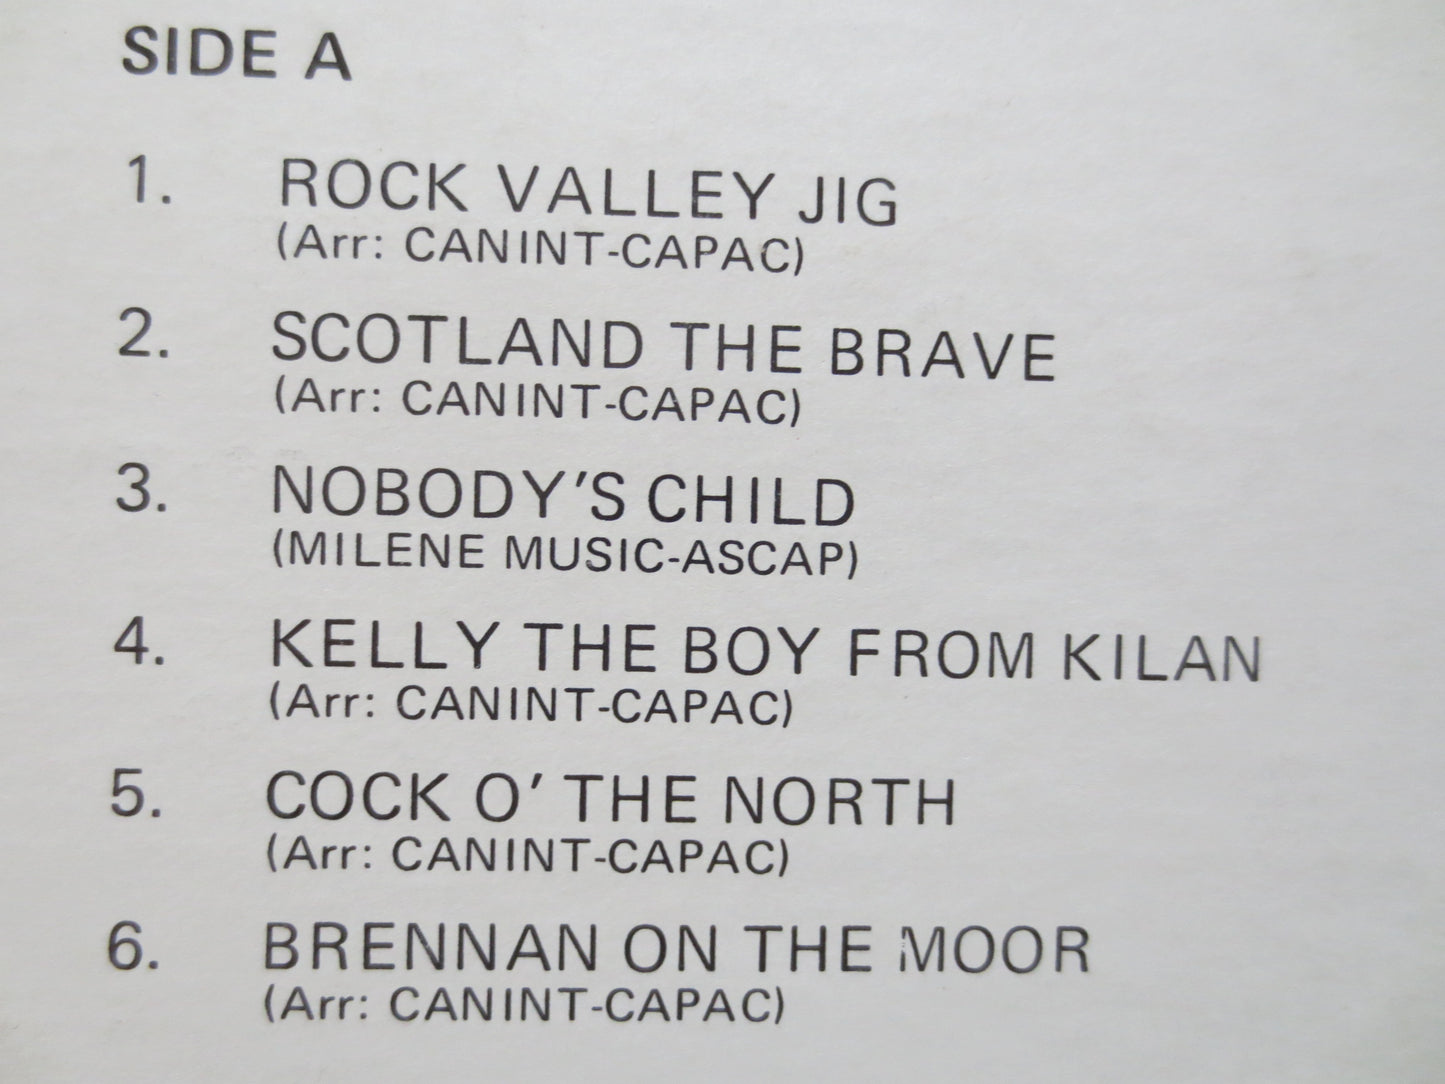 SIDE A
1. ROCK VALLEY JIG
(Arr: CANINT-CAPAC)
2. SCOTLAND THE BRAVE
(Arr: CANINT-CAPAC)
3. NOBODY'S CHILD
(MILENE MUSIC-ASCAP)
4. KELLY THE BOY FROM KILAN
(Arr: CANINT-CAPAC)
5. COCK O' THE NORTH
(Arr: CANINT-CAPAC)
6. BRENNAN ON THE MOOR
(Arr: CANINT-CAPAC)